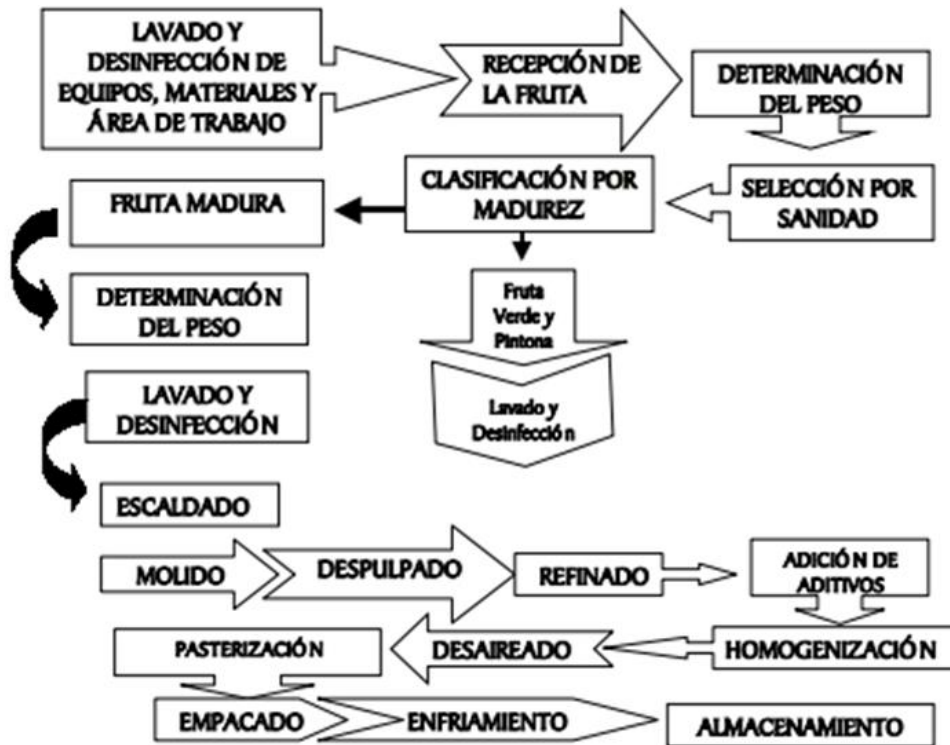 LAVADO Y
DESINFECCIÓN DE
EQUIPOS, MATERIALES Y
ÁREA DE TRABAJO
RECEPCIÓN DE
LA FRUTA
DETERMINACIÓN
DEL PESO
SELECCIÓN POR
SANIDAD
CLASIFICACIÓN POR
MADUREZ
FRUTA MADURA
Fruta
Verde y
Pintona
Lavado y
Desinfección
DETERMINACIÓN
DEL PESO
LAVADO Y
DESINFECCIÓN
ESCALDADO
MOLIDO
DESPULPADO
REFINADO
ADICIÓN DE
ADITIVOS
HOMOGENIZACIÓN
DESAIREADO
PASTERIZACIÓN
EMPACADO
ENFRIAMIENTO
ALMACENAMIENTO